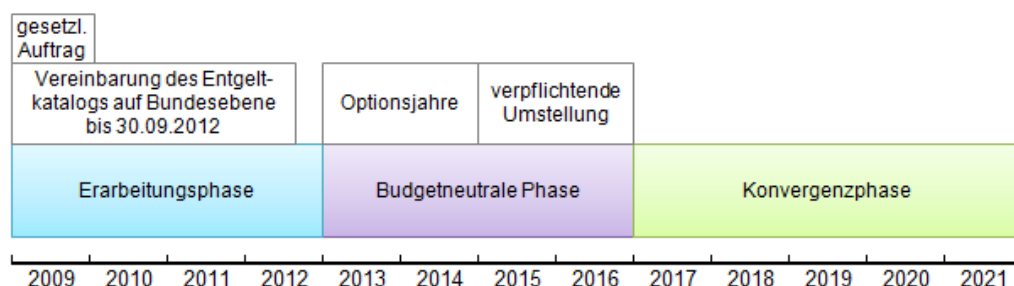 gesetzl.
Auftrag
Vereinbarung des Entgelt-
katalogs auf Bundesebene
bis 30.09.2012
Optionsjahre
verpflichtende
Umstellung
Erarbeitungsphase
Budgetneutrale Phase
Konvergenzphase
2009 2010 2011 2012 2013 2014 2015 2016 2017 2018 2019 2020 2021